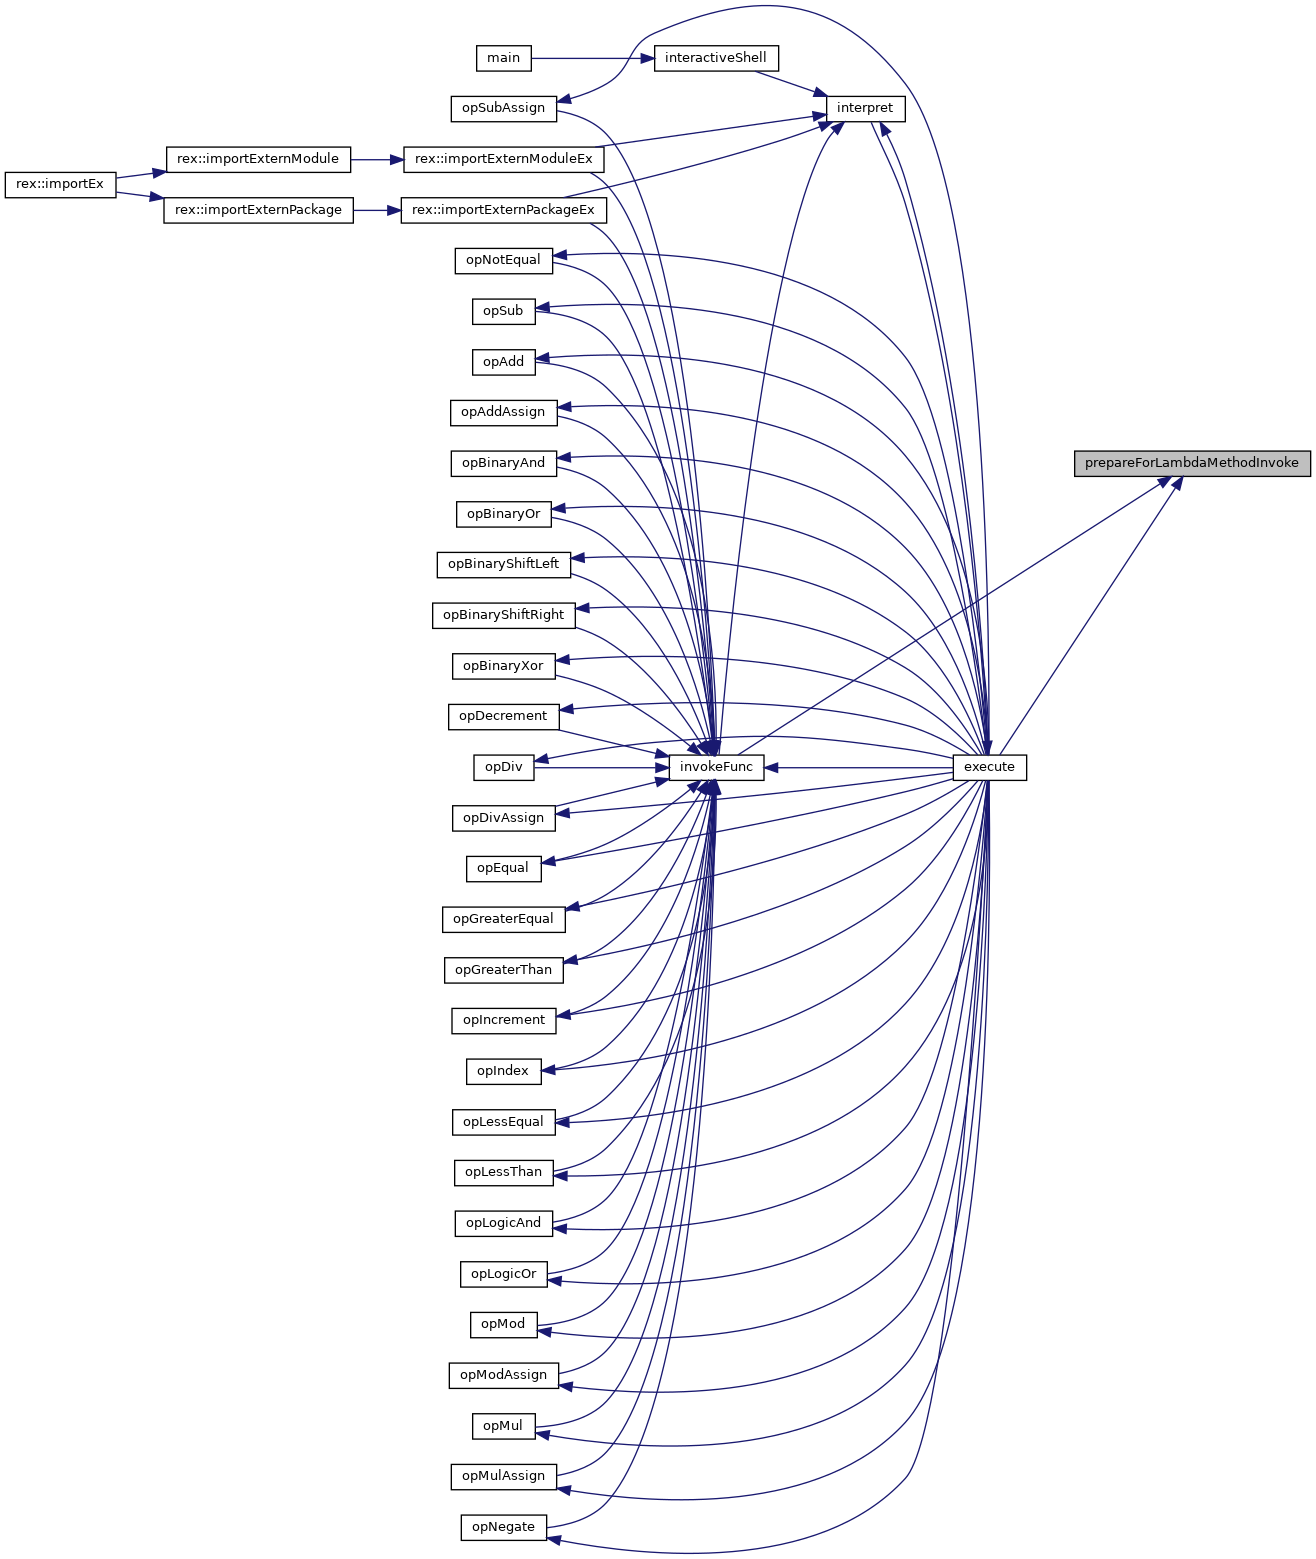 main
interactiveShell
opSubAssign
interpret
rex::importExternModule
rex::importExternModuleEx
rex::importEx
rex::importExternPackage
rex::importExternPackageEx
opNotEqual
opSub
opAdd
opAddAssign
opBinaryAnd
prepareForLambdaMethodInvoke
opBinaryOr
opBinaryShiftLeft
opBinaryShiftRight
opBinaryXor
opDecrement
opDiv
invokeFunc
execute
opDivAssign
opEqual
opGreaterEqual
opGreaterThan
opIncrement
opIndex
opLessEqual
opLessThan
opLogicAnd
opLogicOr
opMod
opModAssign
opMul
opMulAssign
opNegate